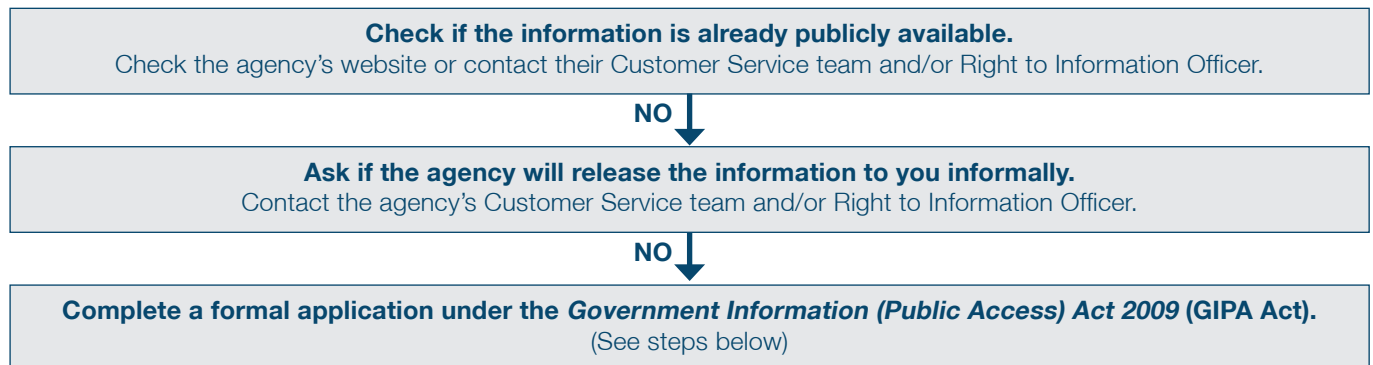 Check if the information is already publicly available.
Check the agency's website or contact their Customer Service team and/or Right to Information Officer.
NO
Ask if the agency will release the information to you informally.
Contact the agency's Customer Service team and/or Right to Information Officer.
NO
Complete a formal application under the Government Information (Public Access) Act 2009 (GIPA Act).
(See steps below)